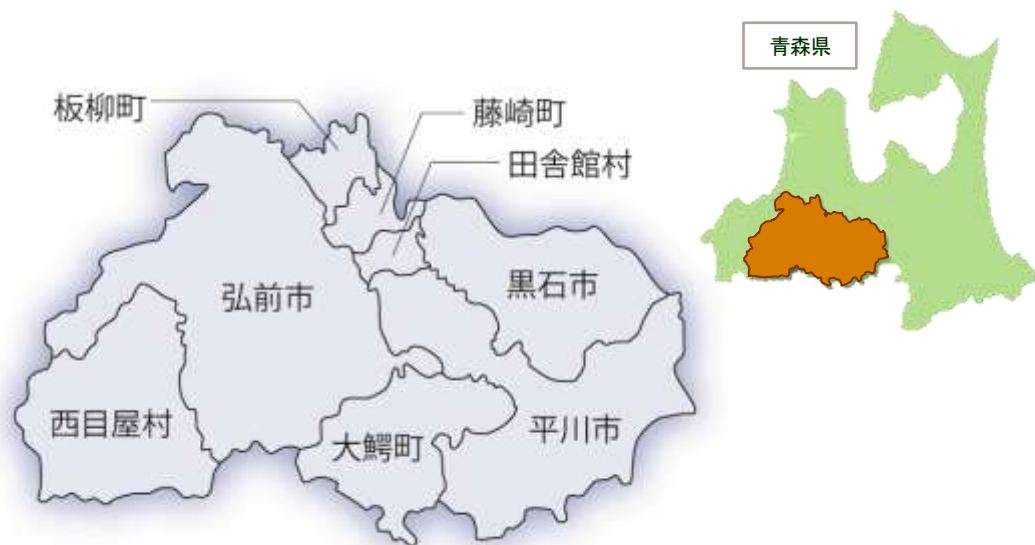 青森県
板柳町
藤崎町
田舎館村
黒石市
弘前市
西目屋村
平川市
大鰐町